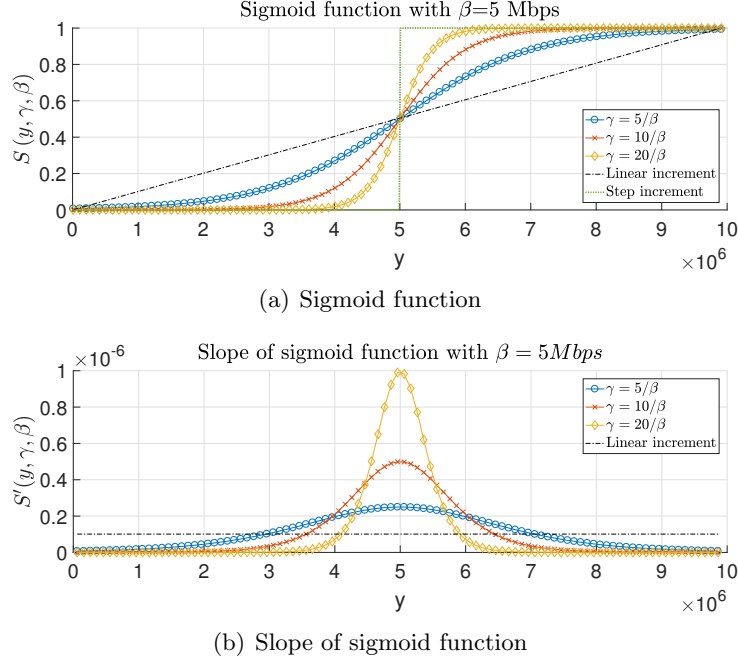 Sigmoid function with β=5 Mbps
S (y, γ, β)
1
0.8
0.6
0.4
0.2
0
γ = 5/β
γ = 10/β
γ = 20/β
Linear increment
Step increment
0 1 2 3 4 5 6 7 8 9 10
y
×10^6
(a) Sigmoid function
×10^-6
Slope of sigmoid function with β = 5Mbps
S′(y, γ, β)
1
0.8
0.6
0.4
0.2
0
γ = 5/β
γ = 10/β
γ = 20/β
Linear increment
0 1 2 3 4 5 6 7 8 9 10
y
×10^6
(b) Slope of sigmoid function